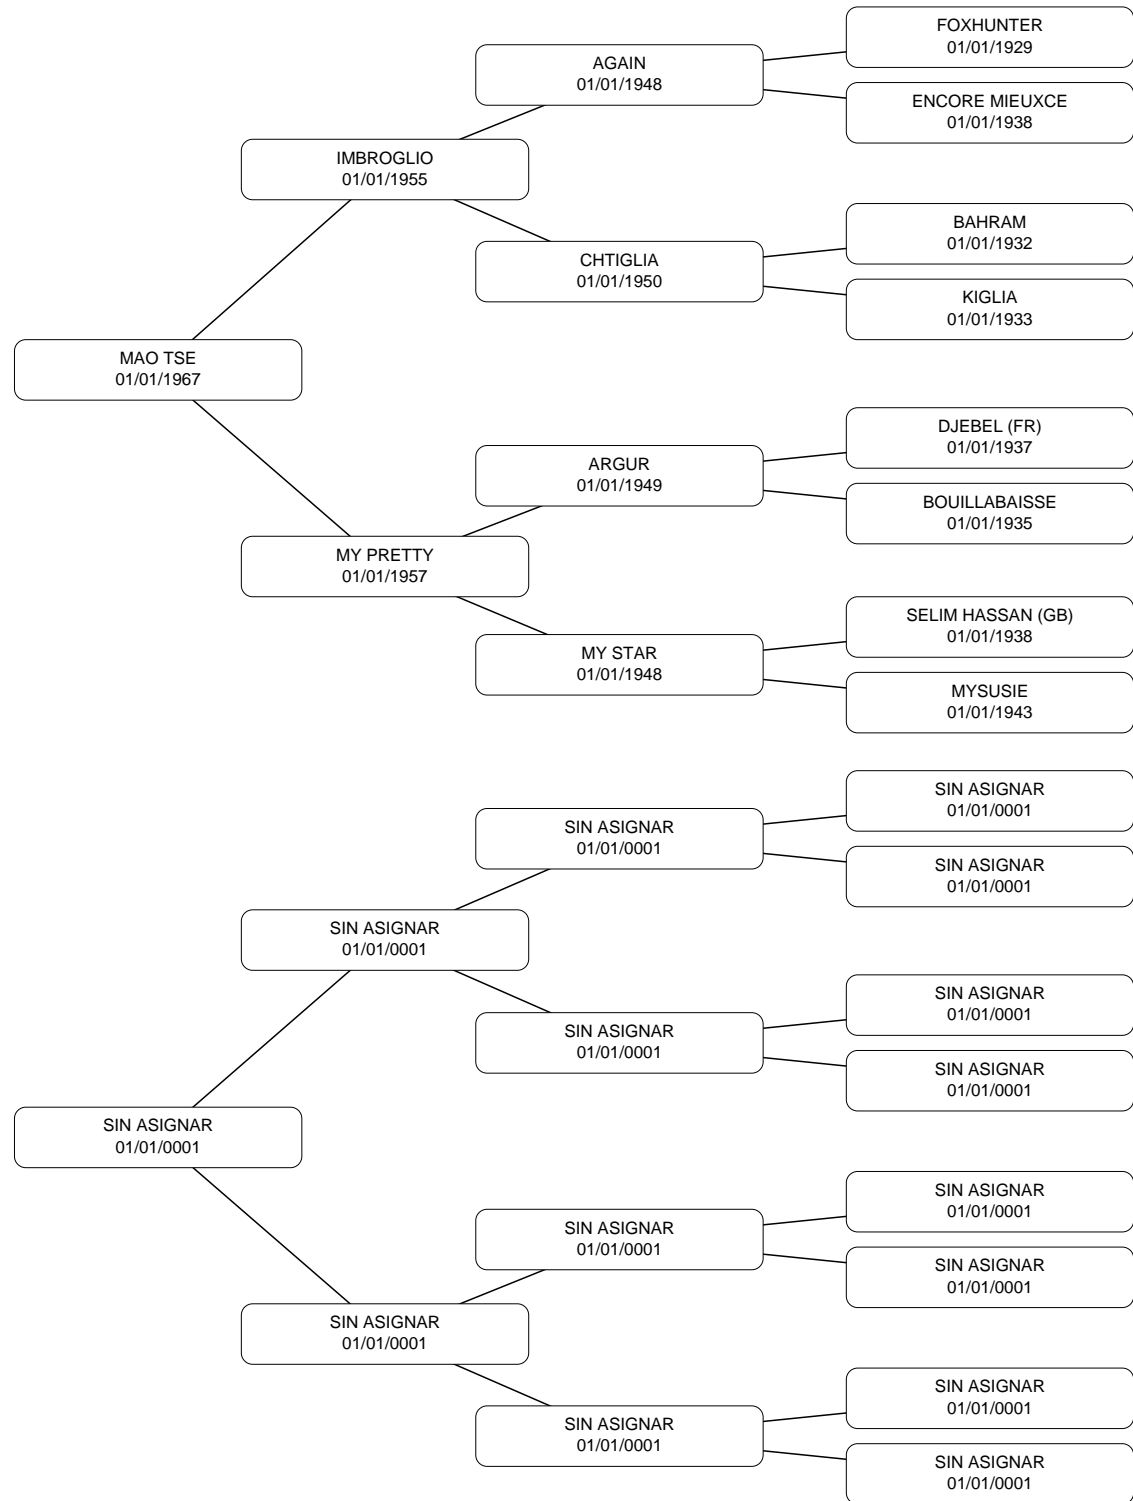 FOXHUNTER
01/01/1929
AGAIN
01/01/1948
ENCORE MIEUXCE
01/01/1938
IMBROGLIO
01/01/1955
BAHRAM
01/01/1932
CHTIGLIA
01/01/1950
KIGLIA
01/01/1933
MAO TSE
01/01/1967
DJEBEL (FR)
01/01/1937
ARGUR
01/01/1949
BOUILLABAISSE
01/01/1935
MY PRETTY
01/01/1957
SELIM HASSAN (GB)
01/01/1938
MY STAR
01/01/1948
MYSUSIE
01/01/1943
SIN ASIGNAR
01/01/0001
SIN ASIGNAR
01/01/0001
SIN ASIGNAR
01/01/0001
SIN ASIGNAR
01/01/0001
SIN ASIGNAR
01/01/0001
SIN ASIGNAR
01/01/0001
SIN ASIGNAR
01/01/0001
SIN ASIGNAR
01/01/0001
SIN ASIGNAR
01/01/0001
SIN ASIGNAR
01/01/0001
SIN ASIGNAR
01/01/0001
SIN ASIGNAR
01/01/0001
SIN ASIGNAR
01/01/0001
SIN ASIGNAR
01/01/0001
SIN ASIGNAR
01/01/0001